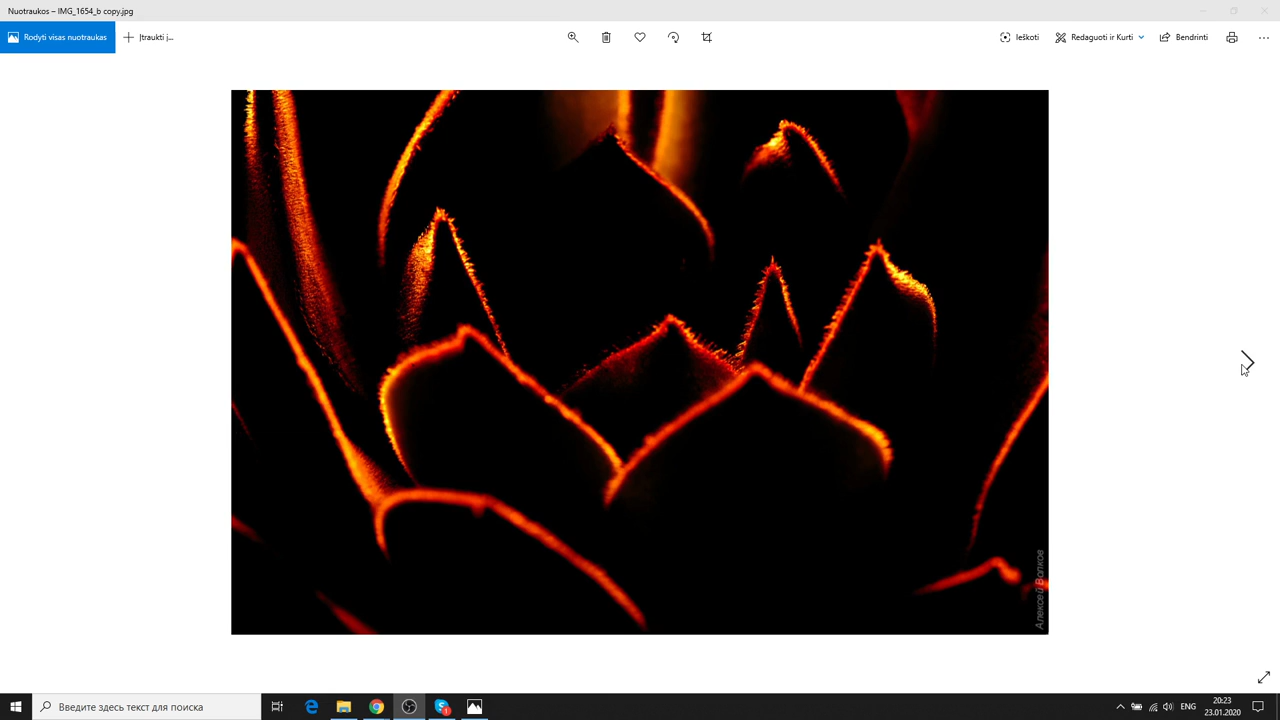 Nuotraukos – IMG_1654_b copy.jpg
Rodyti visas nuotraukas
Įtraukti į...
Ieškoti
Redaguoti ir Kurti
Bendrinti
Алексей Вапков
Введите здесь текст для поиска
ENG
20:23
23.01.2020